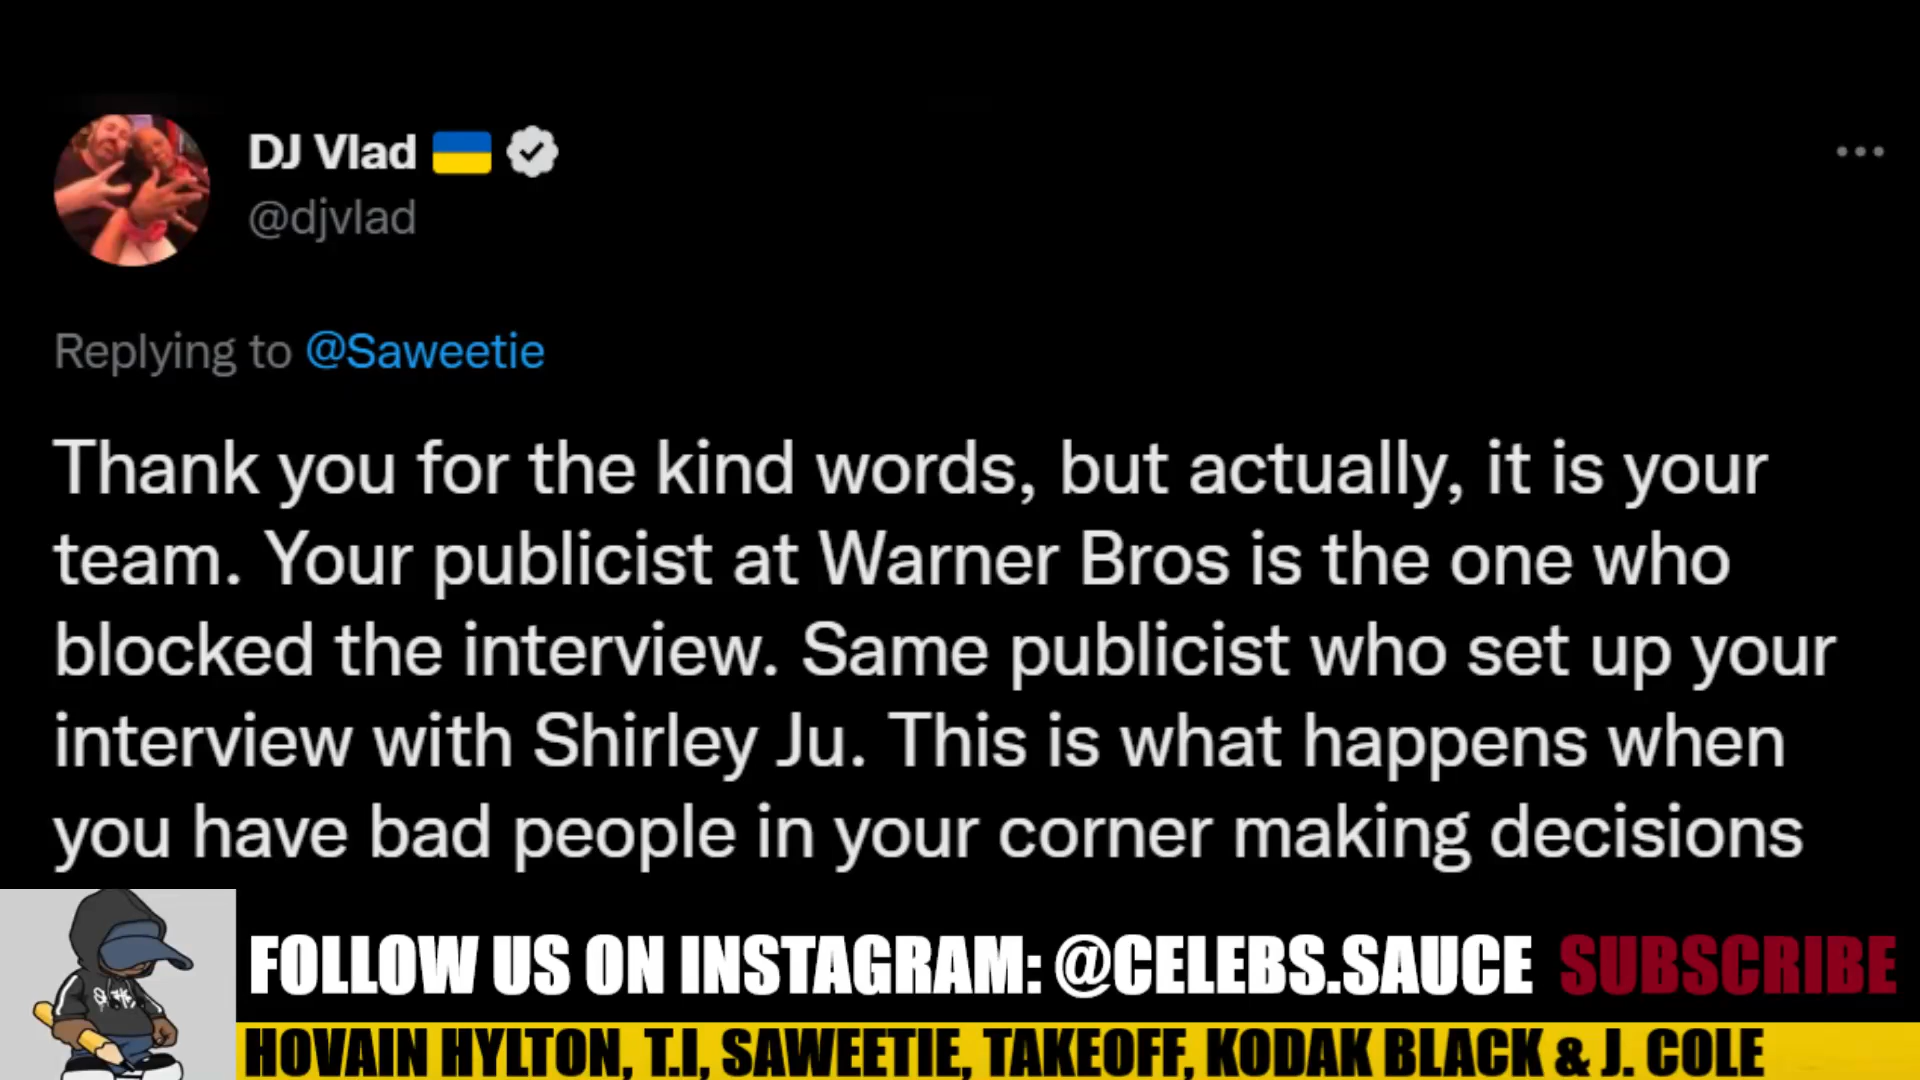 DJ Vlad
@djvlad
Replying to @Saweetie
Thank you for the kind words, but actually, it is your
team. Your publicist at Warner Bros is the one who
blocked the interview. Same publicist who set up your
interview with Shirley Ju. This is what happens when
you have bad people in your corner making decisions
FOLLOW US ON INSTAGRAM: @CELEBS.SAUCE SUBSCRIBE
HOVAIN HYLTON, T.I, SAWEETIE, TAKEOFF, KODAK BLACK & J. COLE